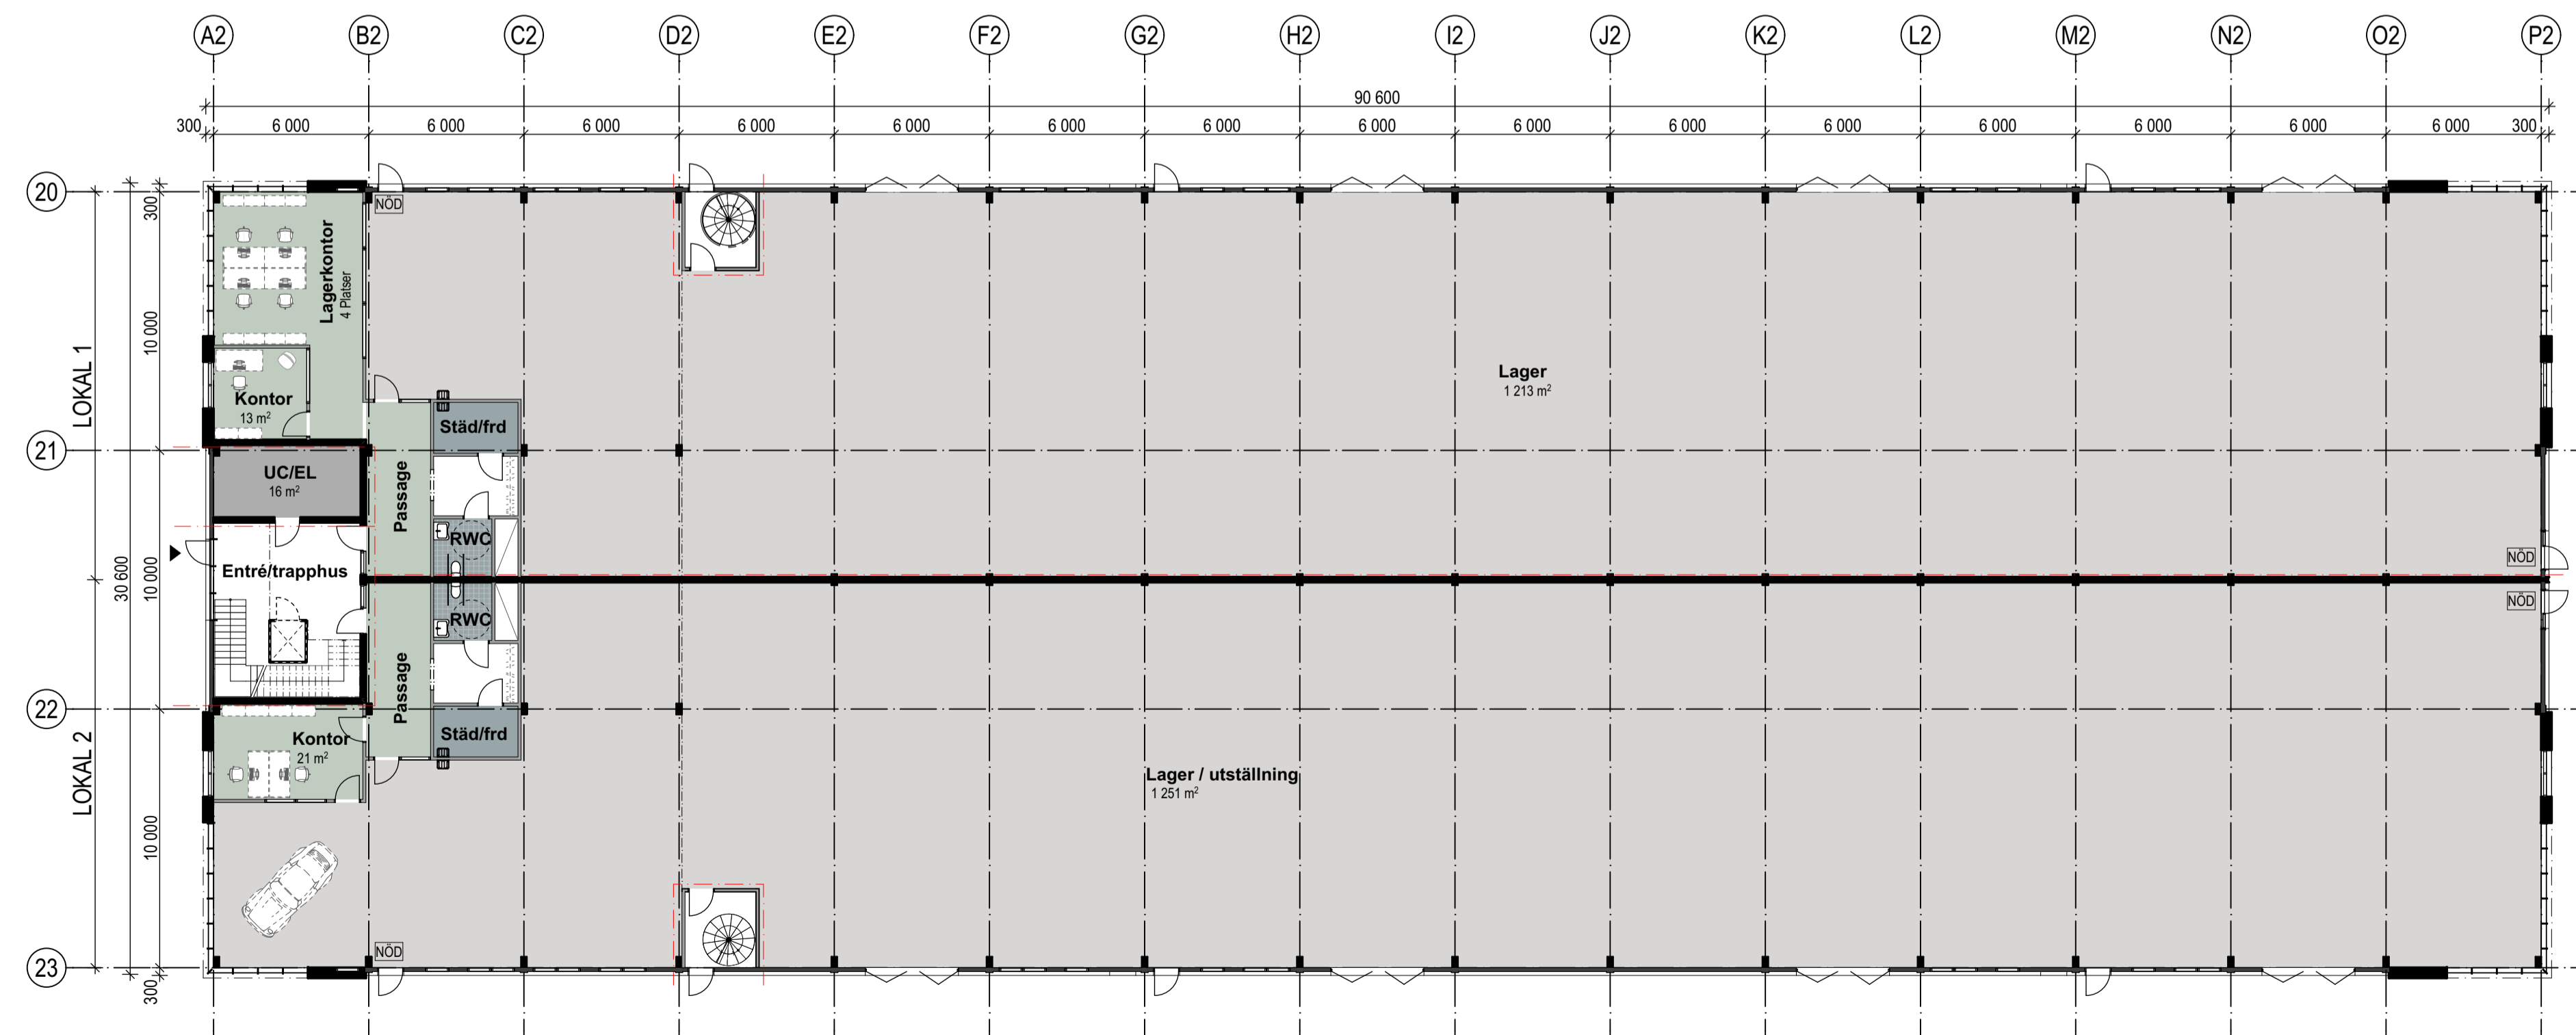 A2 B2 C2 D2 E2 F2 G2 H2 I2 J2 K2 L2 M2 N2 O2 P2
90 600
300 6 000 6 000 6 000 6 000 6 000 6 000 6 000 6 000 6 000 6 000 6 000 6 000 6 000 6 000 6 000 300
20
300
NÖD
Lagerkontor
4 Platser
10 000
LOKAL 1
Lager
1 213 m²
Kontor
13 m²
Städ/frd
21
UC/EL
16 m²
Passage
RWC
NÖD
Entré/trapphus
30 600
10 000
NÖD
RWC
Passage
22
Städ/frd
Kontor
21 m²
LOKAL 2
Lager / utställning
1 251 m²
10 000
NÖD
23
300